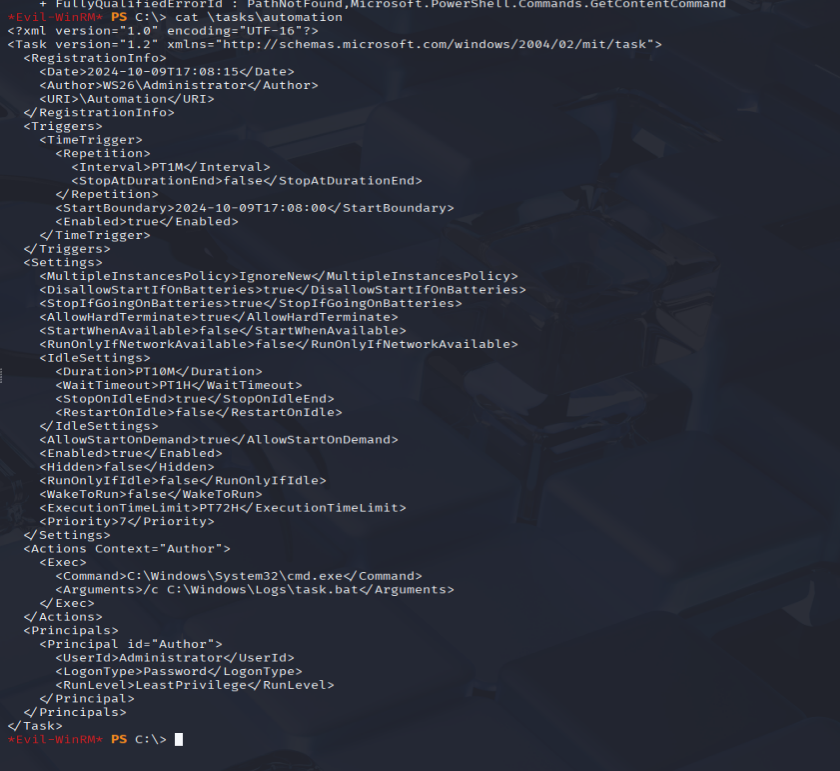 + FullyQualifiedErrorId : PathNotFound,Microsoft.PowerShell.Commands.GetContentCommand
*Evil-WinRM* PS C:\> cat \tasks\automation
<?xml version="1.0" encoding="UTF-16"?>
<Task version="1.2" xmlns="http://schemas.microsoft.com/windows/2004/02/mit/task">
  <RegistrationInfo>
    <Date>2024-10-09T17:08:15</Date>
    <Author>WS26\Administrator</Author>
    <URI>\Automation</URI>
  </RegistrationInfo>
  <Triggers>
    <TimeTrigger>
      <Repetition>
        <Interval>PT1M</Interval>
        <StopAtDurationEnd>false</StopAtDurationEnd>
      </Repetition>
      <StartBoundary>2024-10-09T17:08:00</StartBoundary>
      <Enabled>true</Enabled>
    </TimeTrigger>
  </Triggers>
  <Settings>
    <MultipleInstancesPolicy>IgnoreNew</MultipleInstancesPolicy>
    <DisallowStartIfOnBatteries>true</DisallowStartIfOnBatteries>
    <StopIfGoingOnBatteries>true</StopIfGoingOnBatteries>
    <AllowHardTerminate>true</AllowHardTerminate>
    <StartWhenAvailable>false</StartWhenAvailable>
    <RunOnlyIfNetworkAvailable>false</RunOnlyIfNetworkAvailable>
    <IdleSettings>
      <Duration>PT10M</Duration>
      <WaitTimeout>PT1H</WaitTimeout>
      <StopOnIdleEnd>true</StopOnIdleEnd>
      <RestartOnIdle>false</RestartOnIdle>
    </IdleSettings>
    <AllowStartOnDemand>true</AllowStartOnDemand>
    <Enabled>true</Enabled>
    <Hidden>false</Hidden>
    <RunOnlyIfIdle>false</RunOnlyIfIdle>
    <WakeToRun>false</WakeToRun>
    <ExecutionTimeLimit>PT72H</ExecutionTimeLimit>
    <Priority>7</Priority>
  </Settings>
  <Actions Context="Author">
    <Exec>
      <Command>C:\Windows\System32\cmd.exe</Command>
      <Arguments>/c C:\Windows\Logs\task.bat</Arguments>
    </Exec>
  </Actions>
  <Principals>
    <Principal id="Author">
      <UserId>Administrator</UserId>
      <LogonType>Password</LogonType>
      <RunLevel>LeastPrivilege</RunLevel>
    </Principal>
  </Principals>
</Task>
*Evil-WinRM* PS C:\>